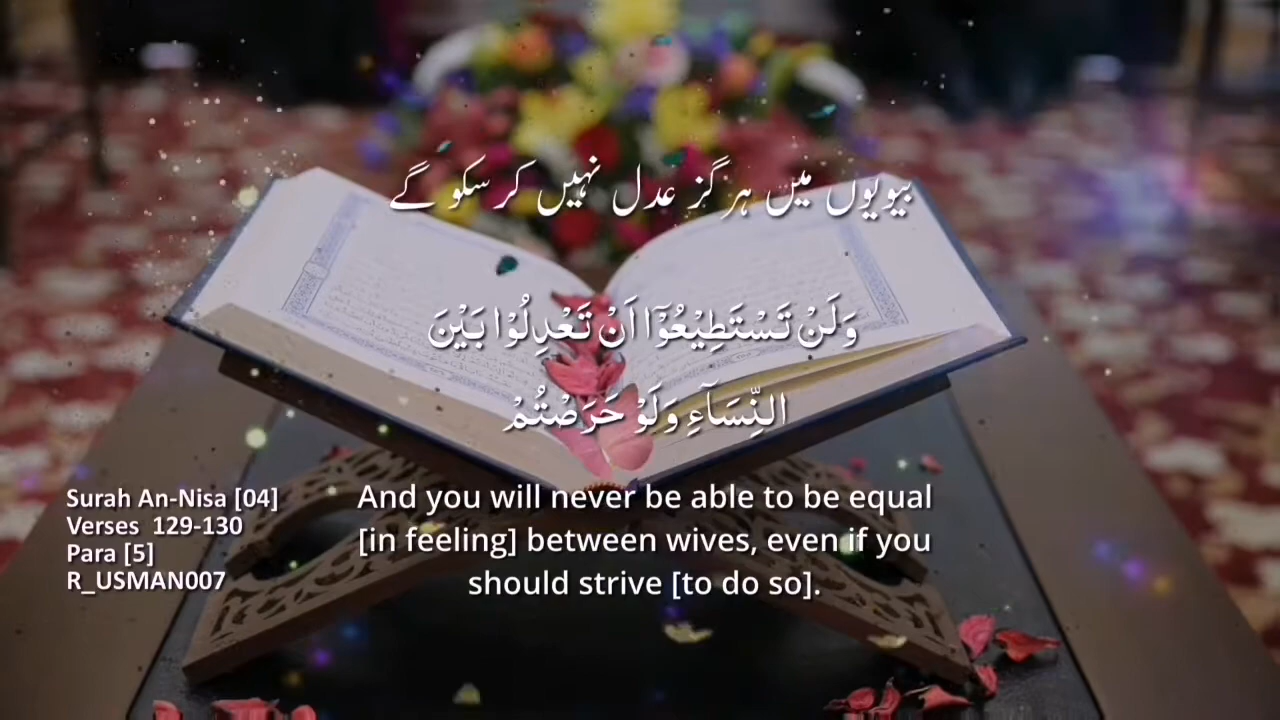 بیویوں میں ہرگز عدل نہیں کر سکو گے
وَلَنْ تَسْتَطِيْعُوْٓا اَنْ تَعْدِلُوْا بَيْنَ
النِّسَآءِ وَلَوْ حَرَصْتُمْ
And you will never be able to be equal
[in feeling] between wives, even if you
should strive [to do so].
Surah An-Nisa [04]
Verses 129-130
Para [5]
R_USMAN007